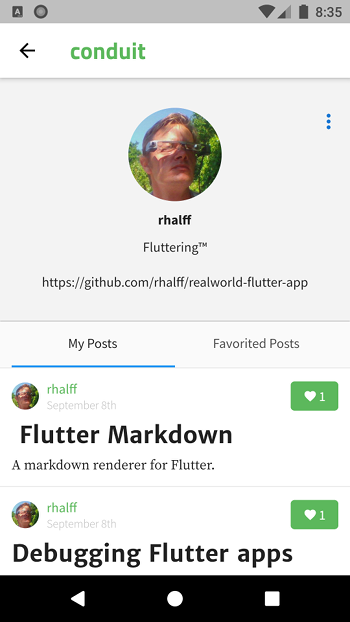 A
8:35
conduit
rhalff
Fluttering™
https://github.com/rhalff/realworld-flutter-app
My Posts
Favorited Posts
rhalff
September 8th
1
Flutter Markdown
A markdown renderer for Flutter.
rhalff
September 8th
1
Debugging Flutter apps